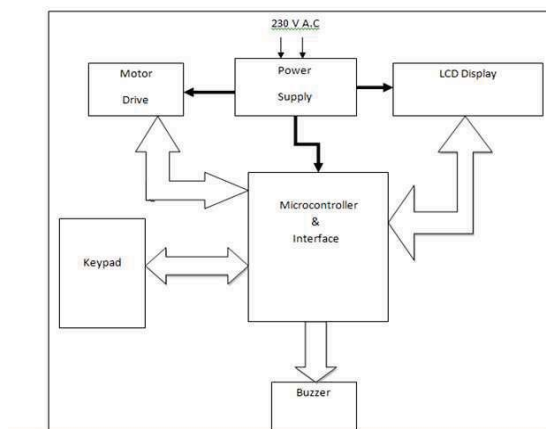 230 V A.C
Motor
Drive
Power
Supply
LCD Display
Microcontroller
&
Interface
Keypad
Buzzer